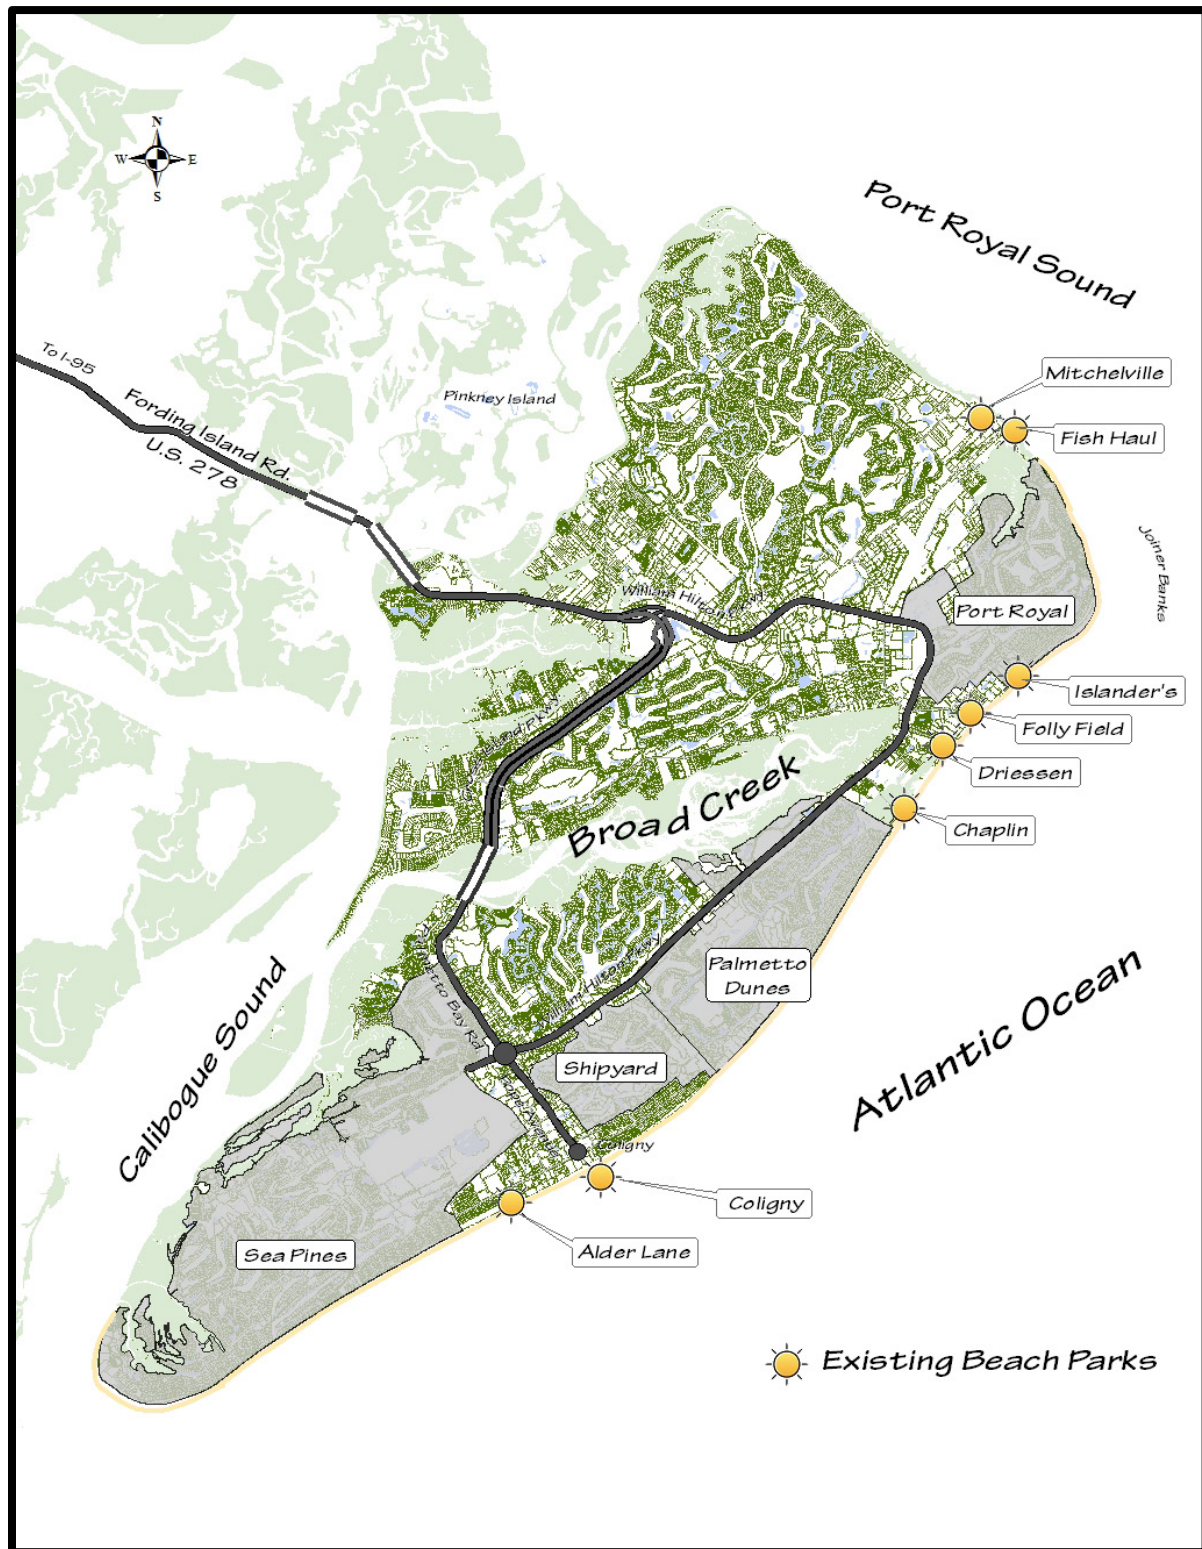 N
W
E
S
Port Royal Sound
To I-95
Fording Island Rd.
U.S. 278
Pinkney Island
Mitchelville
Fish Haul
Joiner Banks
William Hilton Pkwy
Port Royal
Islander's
Folly Field
Driessen
Chaplin
Broad Creek
Palmetto
Dunes
William Hilton Pkwy
Palmetto Bay Rd
Calibogue Sound
Atlantic Ocean
Shipyard
Coligny
Coligny
Alder Lane
Sea Pines
Existing Beach Parks